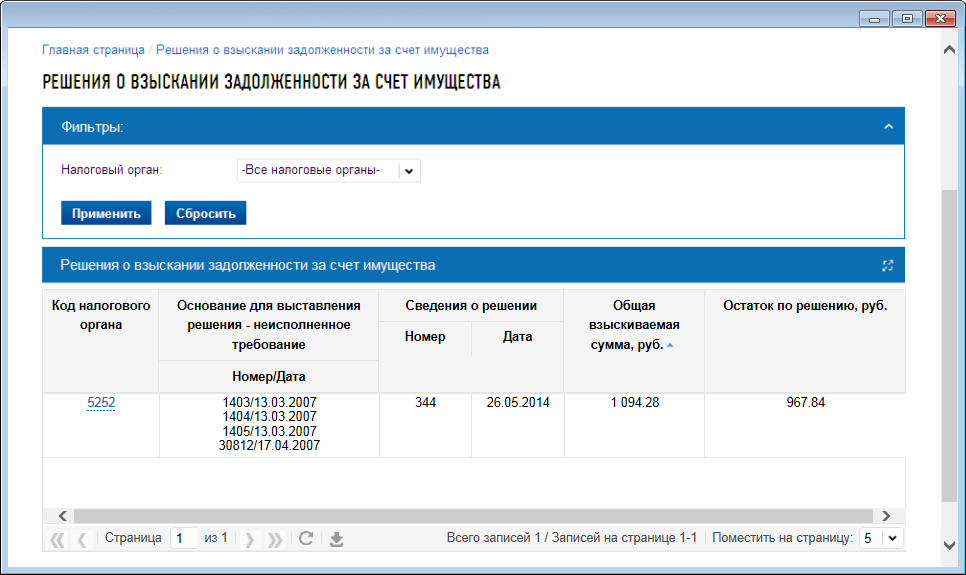 Главная страница / Решения о взыскании задолженности за счет имущества
РЕШЕНИЯ О ВЗЫСКАНИИ ЗАДОЛЖЕННОСТИ ЗА СЧЕТ ИМУЩЕСТВА
Фильтры:
Налоговый орган: -Все налоговые органы-
Применить Сбросить
Решения о взыскании задолженности за счет имущества
Код налогового органа
Основание для выставления решения - неисполненное требование
Номер/Дата
Сведения о решении
Номер Дата
Общая взыскиваемая сумма, руб.
Остаток по решению, руб.
5252
1403/13.03.2007
1404/13.03.2007
1405/13.03.2007
30812/17.04.2007
344 26.05.2014 1 094.28 967.84
Страница 1 из 1 Всего записей 1 / Записей на странице 1-1 Поместить на страницу: 5